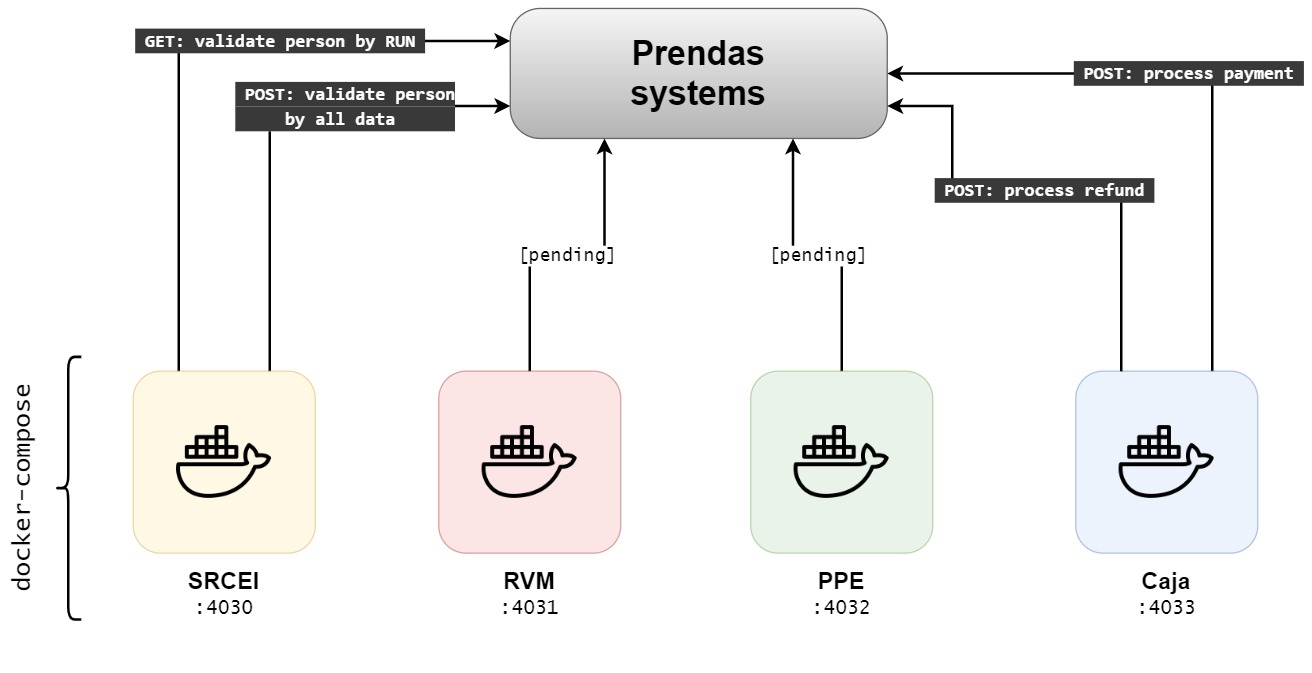 GET: validate person by RUN
POST: validate person
by all data
Prendas
systems
POST: process payment
POST: process refund
[pending]
[pending]
docker-compose
SRCEI
:4030
RVM
:4031
PPE
:4032
Caja
:4033